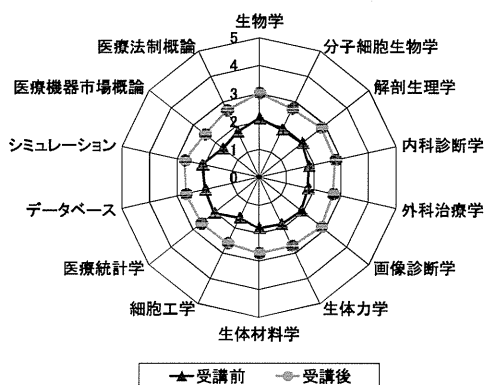 生物学
分子細胞生物学
解剖生理学
内科診断学
外科治療学
画像診断学
生体力学
生体材料学
細胞工学
医療統計学
データベース
シミュレーション
医療機器市場概論
医療法制概論
5
4
3
2
1
0
受講前 受講後